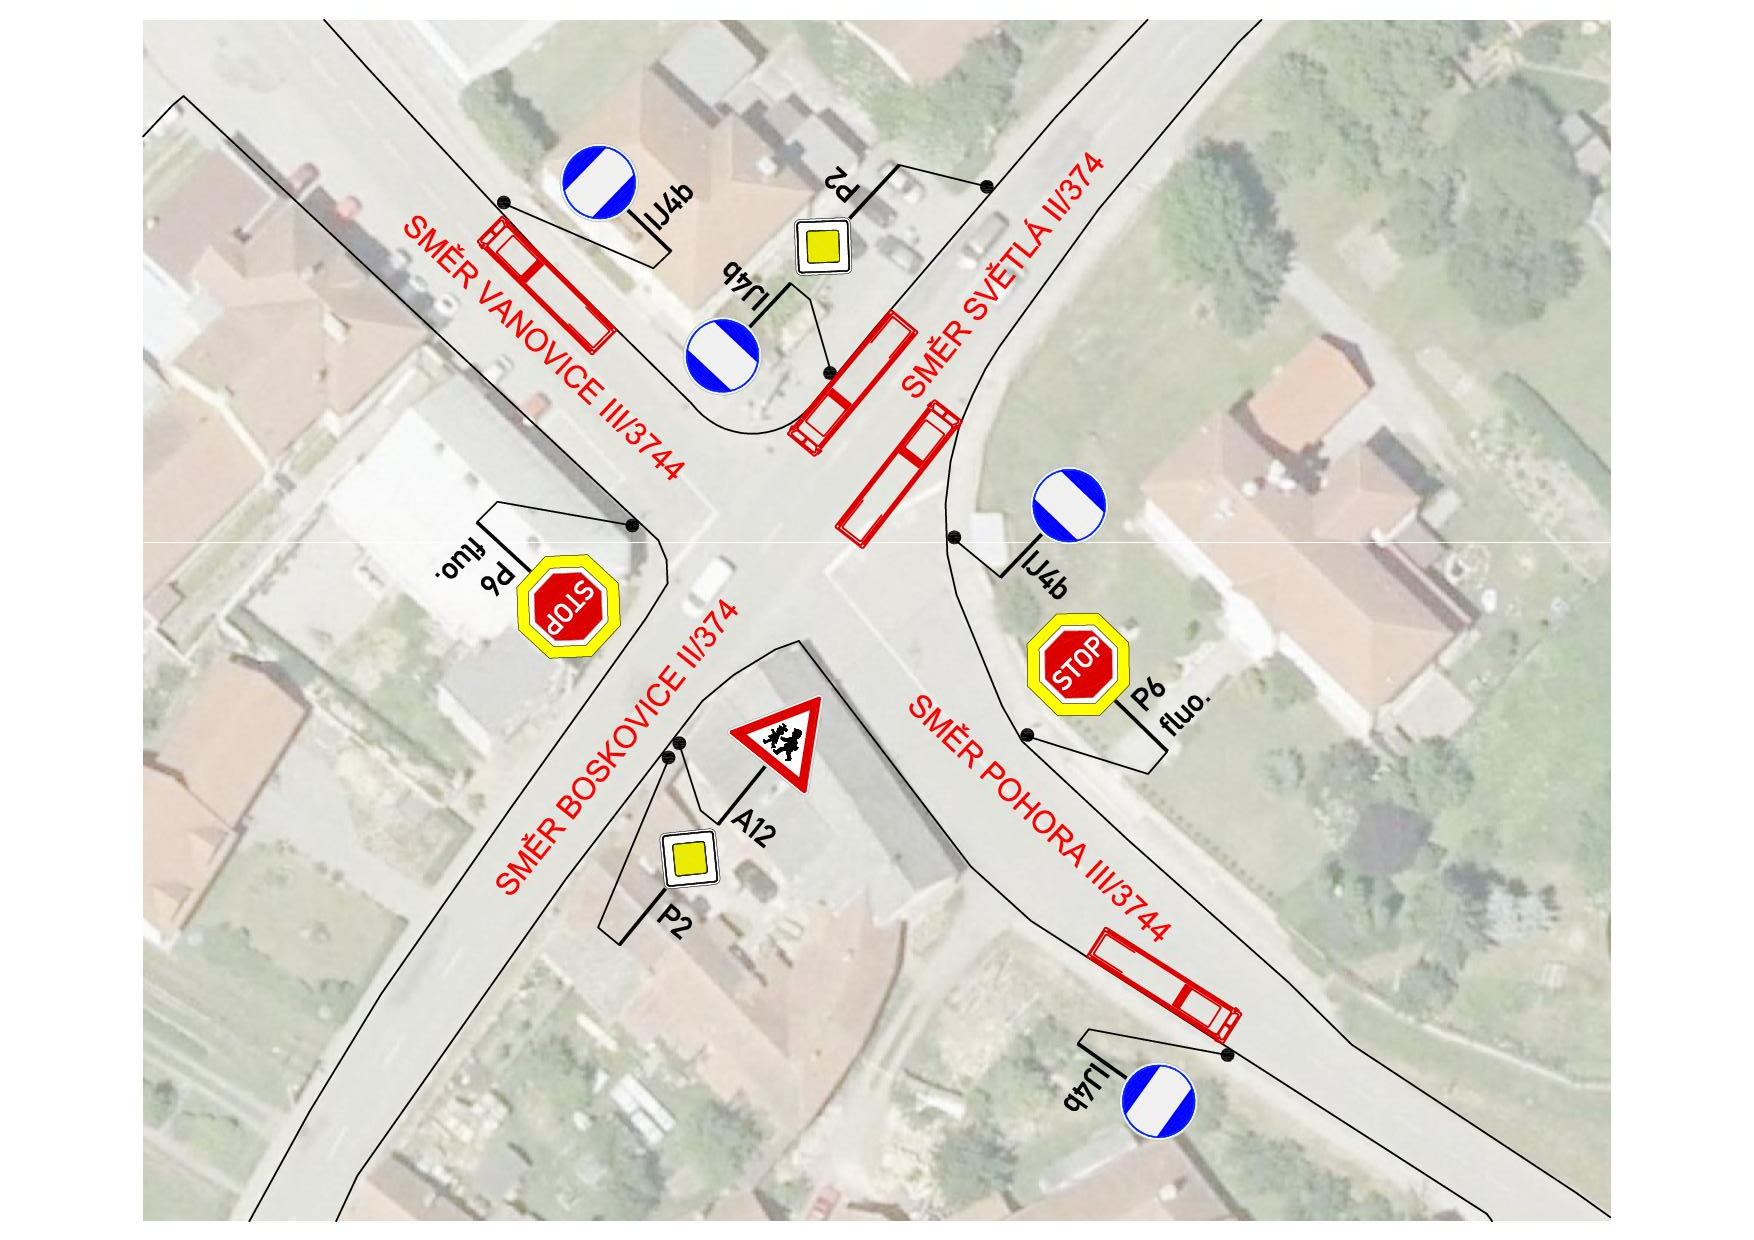 IJ4b
P2
SMĚR SVĚTLÁ II/374
IJ4b
SMĚR VANOVICE III/3744
P6
fluo.
STOP
IJ4b
STOP
P6
fluo.
SMĚR BOSKOVICE II/374
SMĚR POHORA III/3744
A12
P2
IJ4b